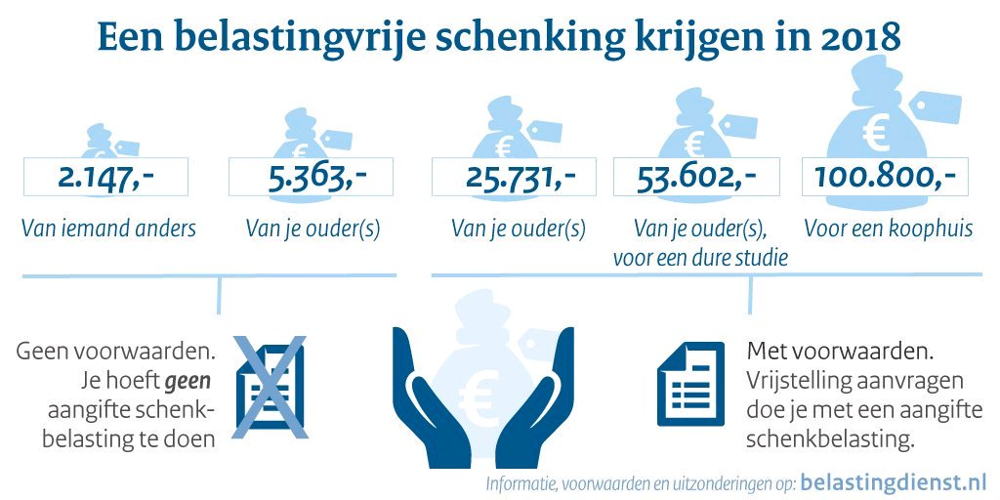 Een belastingvrije schenking krijgen in 2018
€
€
€
€
€
2.147,-
5.363,-
25.731,-
53.602,-
100.800,-
Van iemand anders
Van je ouder(s)
Van je ouder(s)
Van je ouder(s),
voor een dure studie
Voor een koophuis
Geen voorwaarden.
Je hoeft geen
aangifte schenk-
belasting te doen
€
Met voorwaarden.
Vrijstelling aanvragen
doe je met een aangifte
schenkbelasting.
Informatie, voorwaarden en uitzonderingen op: belastingdienst.nl